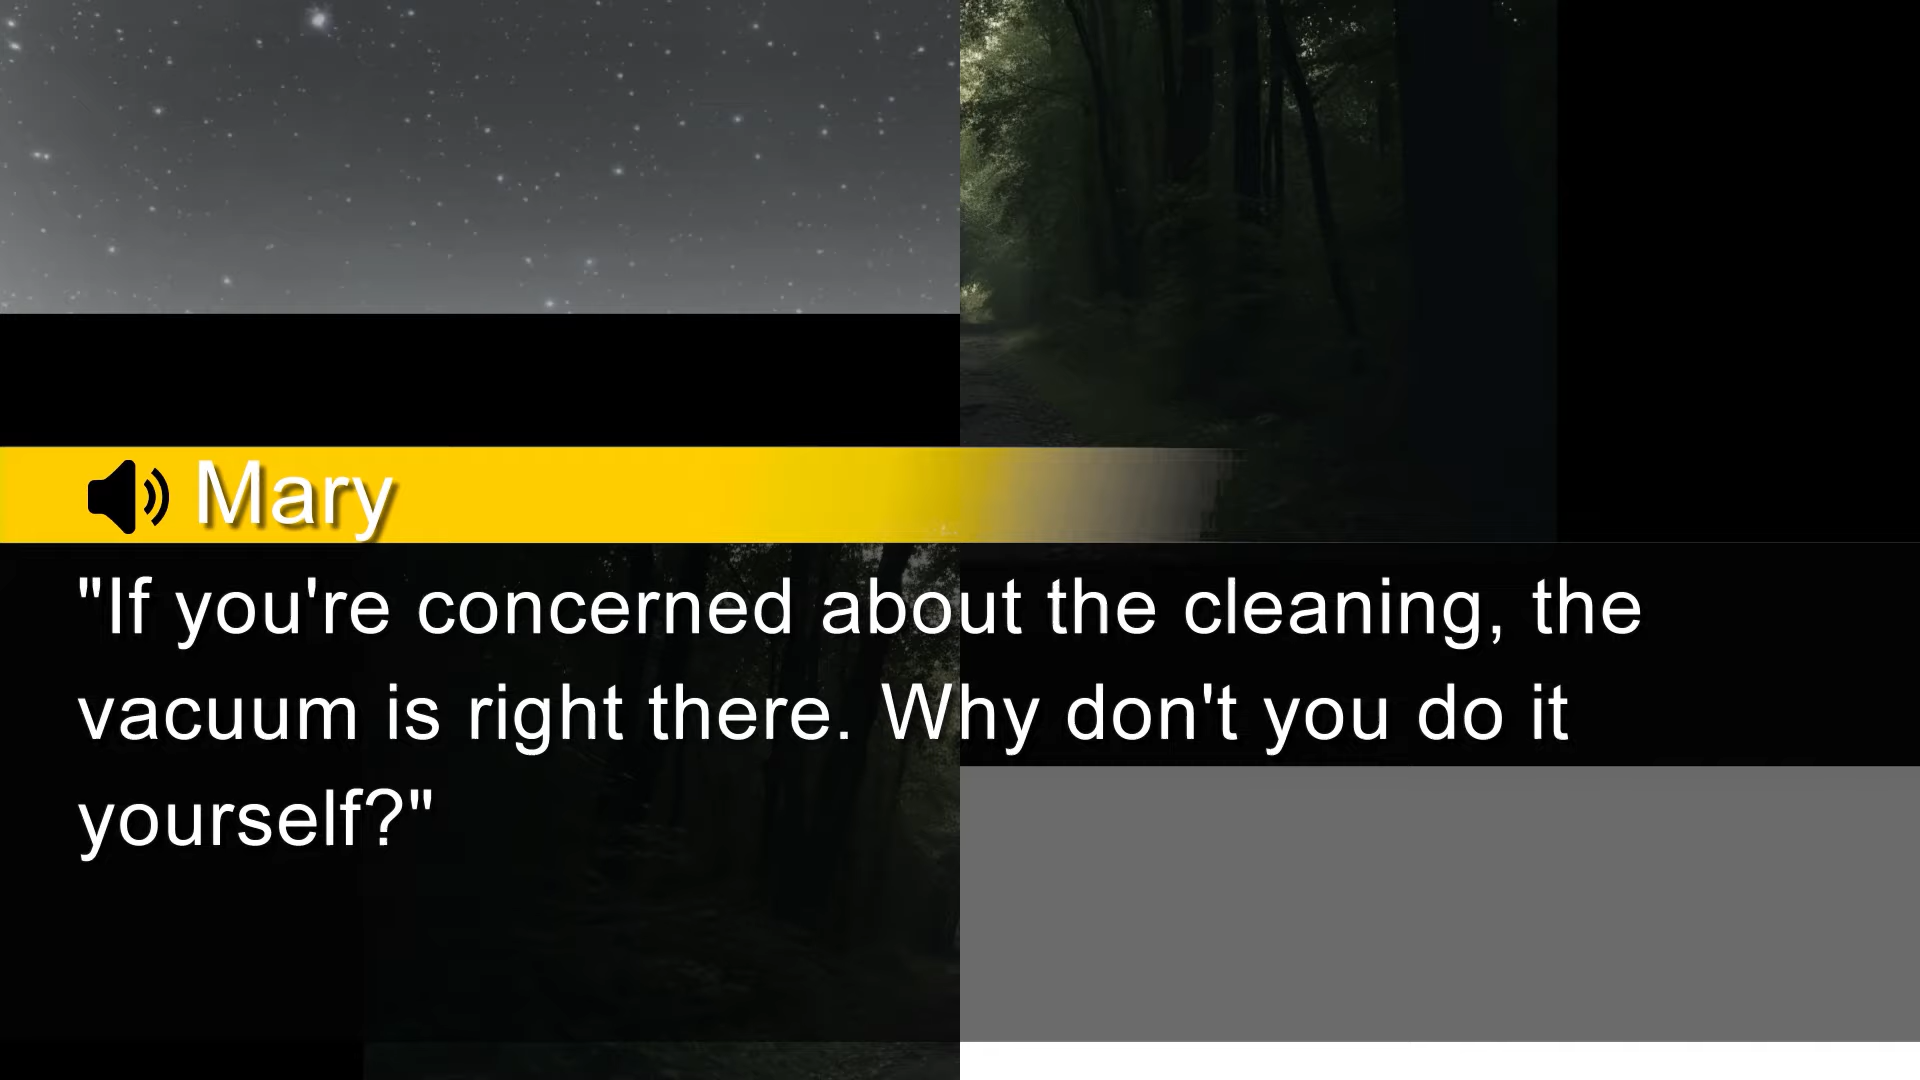 Mary
"If you're concerned about the cleaning, the
vacuum is right there. Why don't you do it
yourself?"